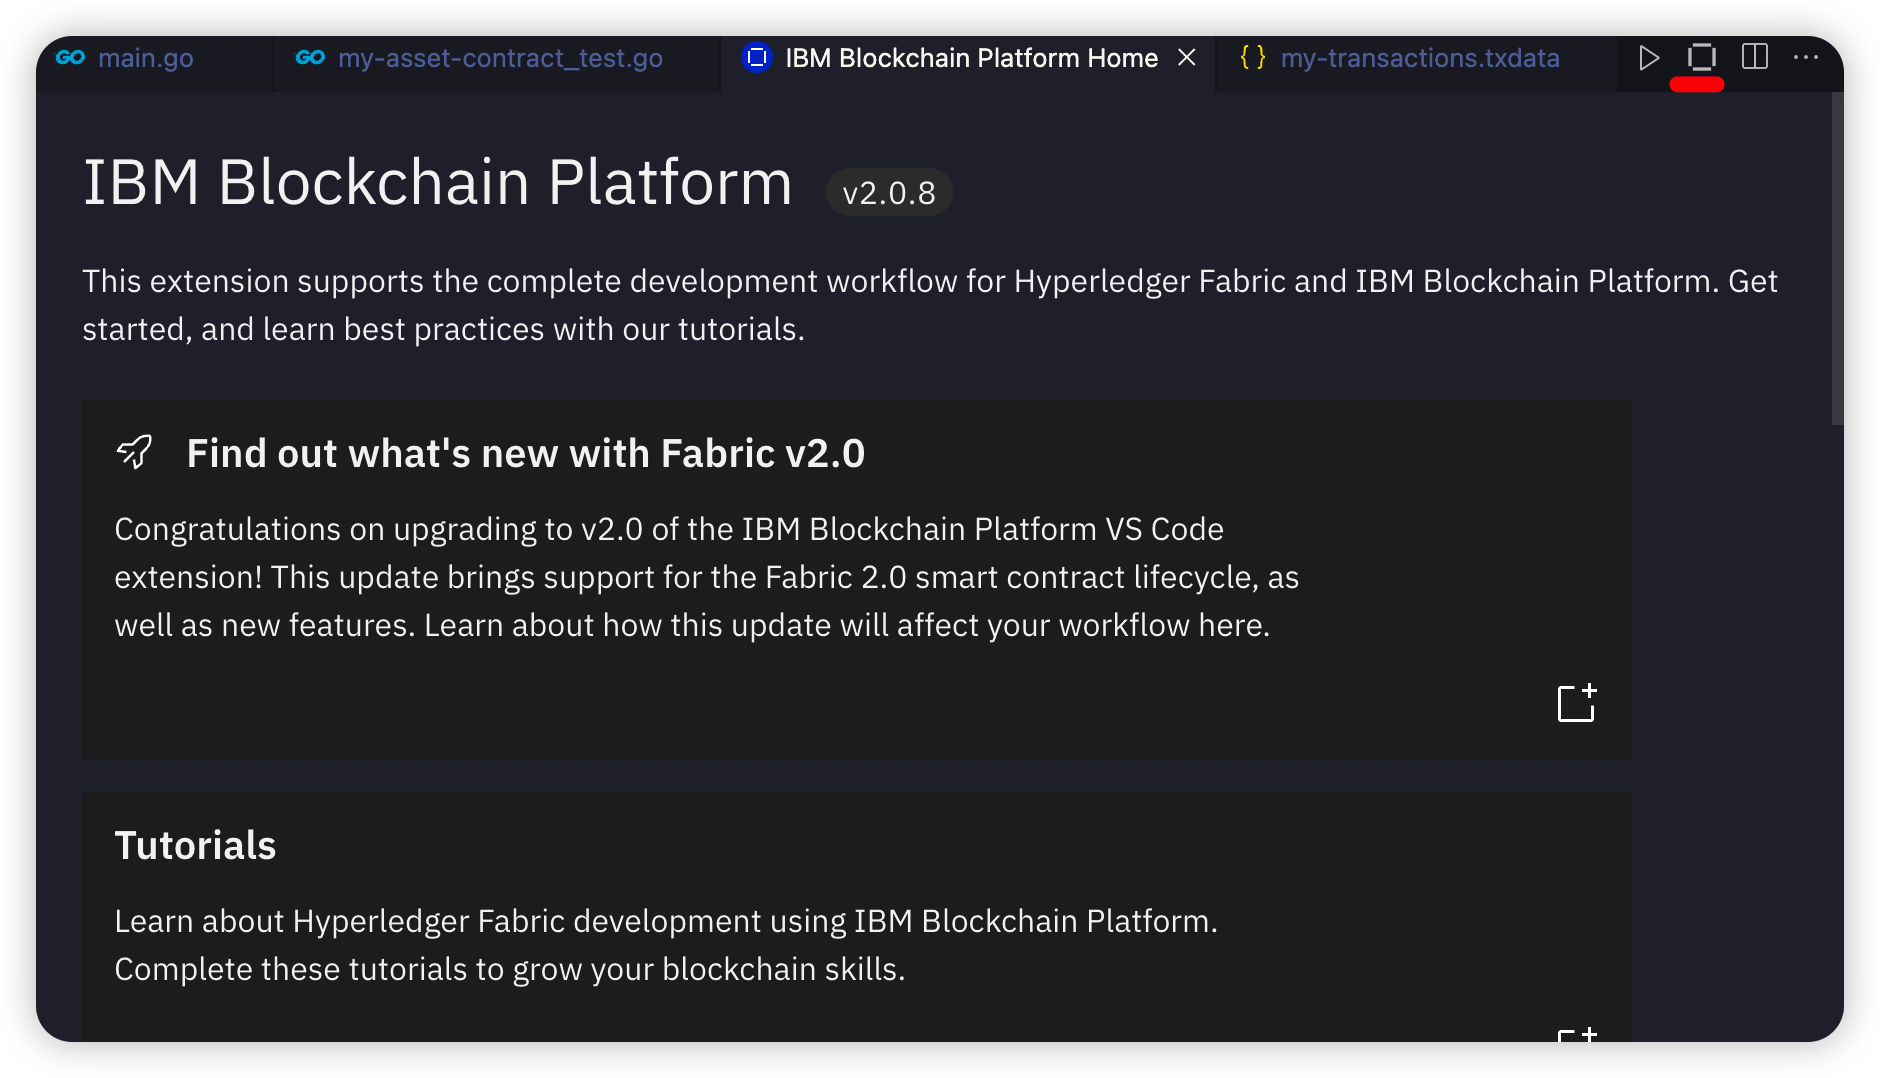 GO main.go GO my-asset-contract_test.go IBM Blockchain Platform Home {} my-transactions.txdata
IBM Blockchain Platform v2.0.8
This extension supports the complete development workflow for Hyperledger Fabric and IBM Blockchain Platform. Get
started, and learn best practices with our tutorials.
Find out what's new with Fabric v2.0
Congratulations on upgrading to v2.0 of the IBM Blockchain Platform VS Code
extension! This update brings support for the Fabric 2.0 smart contract lifecycle, as
well as new features. Learn about how this update will affect your workflow here.
Tutorials
Learn about Hyperledger Fabric development using IBM Blockchain Platform.
Complete these tutorials to grow your blockchain skills.